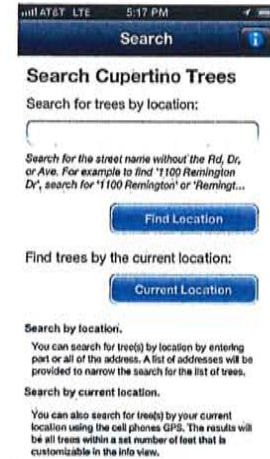 AT&T LTE 5:17 PM
Search
i
Search Cupertino Trees
Search for trees by location:
Search for the street name without the Rd, Dr,
or Ave. For example to find '1100 Remington
Dr', search for '1100 Remington' or 'Remingt...
Find Location
Find trees by the current location:
Current Location
Search by location.
You can search for tree(s) by location by entering
part or all of the address. A list of addresses will be
provided to narrow the search for the list of trees.
Search by current location.
You can also search for tree(s) by your current
location using the cell phones GPS. The results will
be all trees within a set number of feet that is
customizable in the info view.